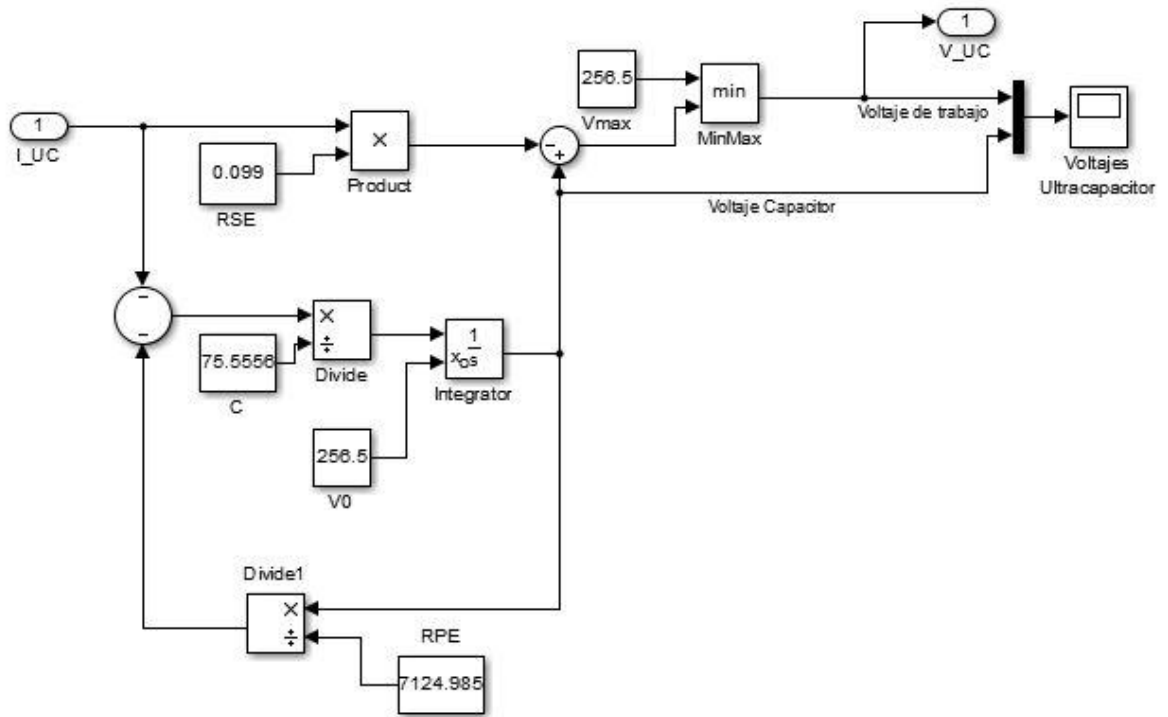 1
V_UC
256.5
Vmax
min
MinMax
Voltaje de trabajo
Voltajes
Ultracapacitor
1
I_UC
0.099
RSE
×
Product
-
+
Voltaje Capacitor
-
-
×
÷
Divide
75.5556
C
1
xo s
Integrator
256.5
V0
Divide1
×
÷
RPE
7124.985